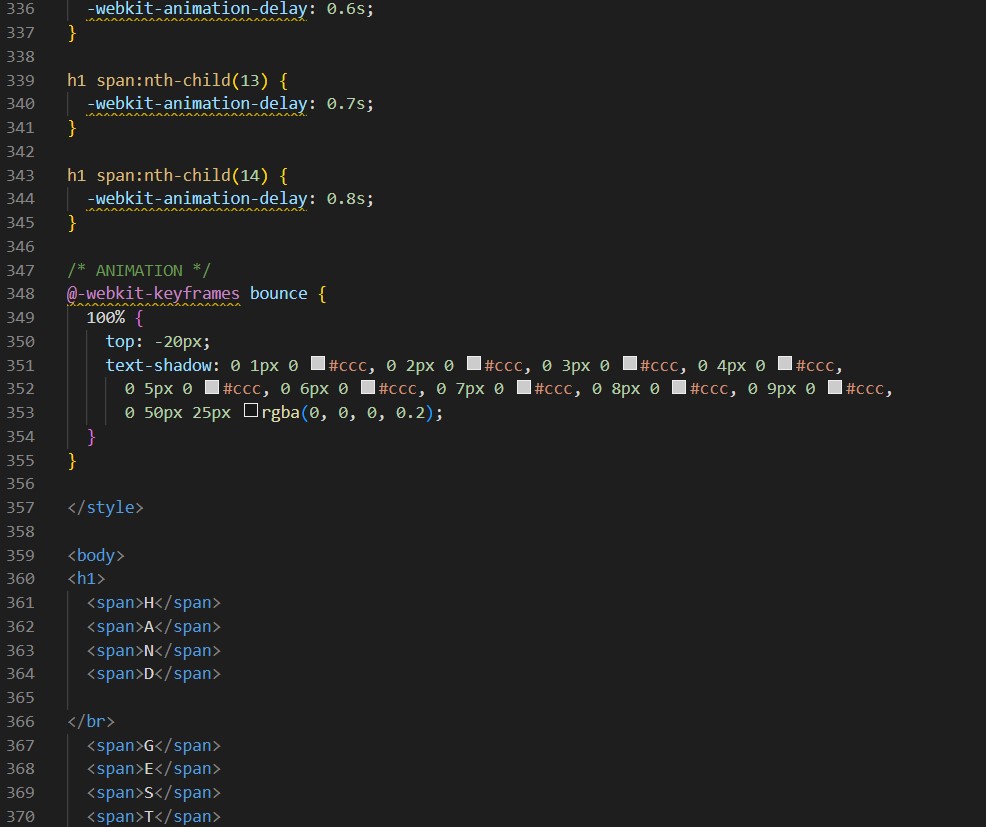 336 -webkit-animation-delay: 0.6s;
337 }
338
339 h1 span:nth-child(13) {
340 -webkit-animation-delay: 0.7s;
341 }
342
343 h1 span:nth-child(14) {
344 -webkit-animation-delay: 0.8s;
345 }
346
347 /* ANIMATION */
348 @-webkit-keyframes bounce {
349 100% {
350 top: -20px;
351 text-shadow: 0 1px 0 #ccc, 0 2px 0 #ccc, 0 3px 0 #ccc, 0 4px 0 #ccc,
352 0 5px 0 #ccc, 0 6px 0 #ccc, 0 7px 0 #ccc, 0 8px 0 #ccc, 0 9px 0 #ccc,
353 0 50px 25px rgba(0, 0, 0, 0.2);
354 }
355 }
356
357 </style>
358
359 <body>
360 <h1>
361 <span>H</span>
362 <span>A</span>
363 <span>N</span>
364 <span>D</span>
365
366 </br>
367 <span>G</span>
368 <span>E</span>
369 <span>S</span>
370 <span>T</span>